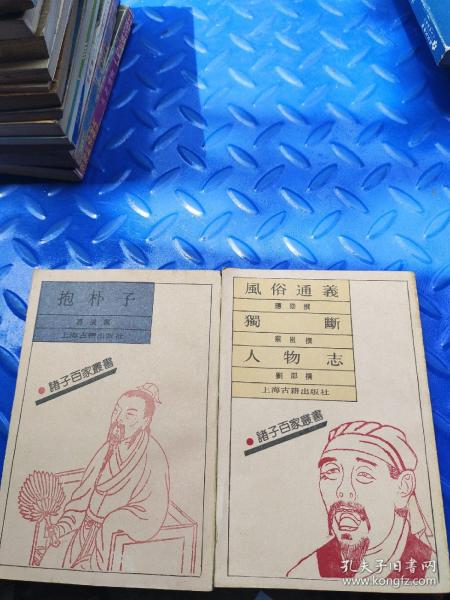 抱朴子
葛洪撰
上海古籍出版社
諸子百家叢書
風俗通義
應劭撰
獨斷
蔡邕撰
人物志
劉邵撰
上海古籍出版社
諸子百家叢書
孔夫子旧书网
www.kongfz.com